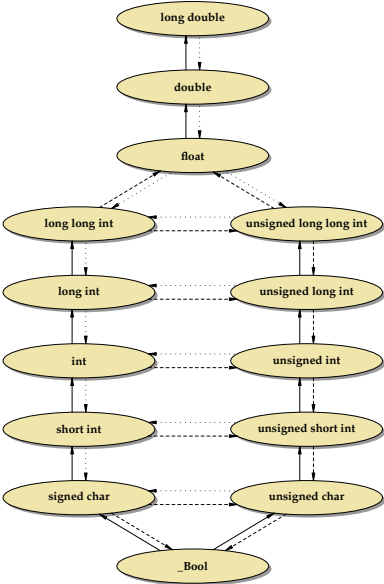 long double
double
float
long long int
unsigned long long int
long int
unsigned long int
int
unsigned int
short int
unsigned short int
signed char
unsigned char
_Bool